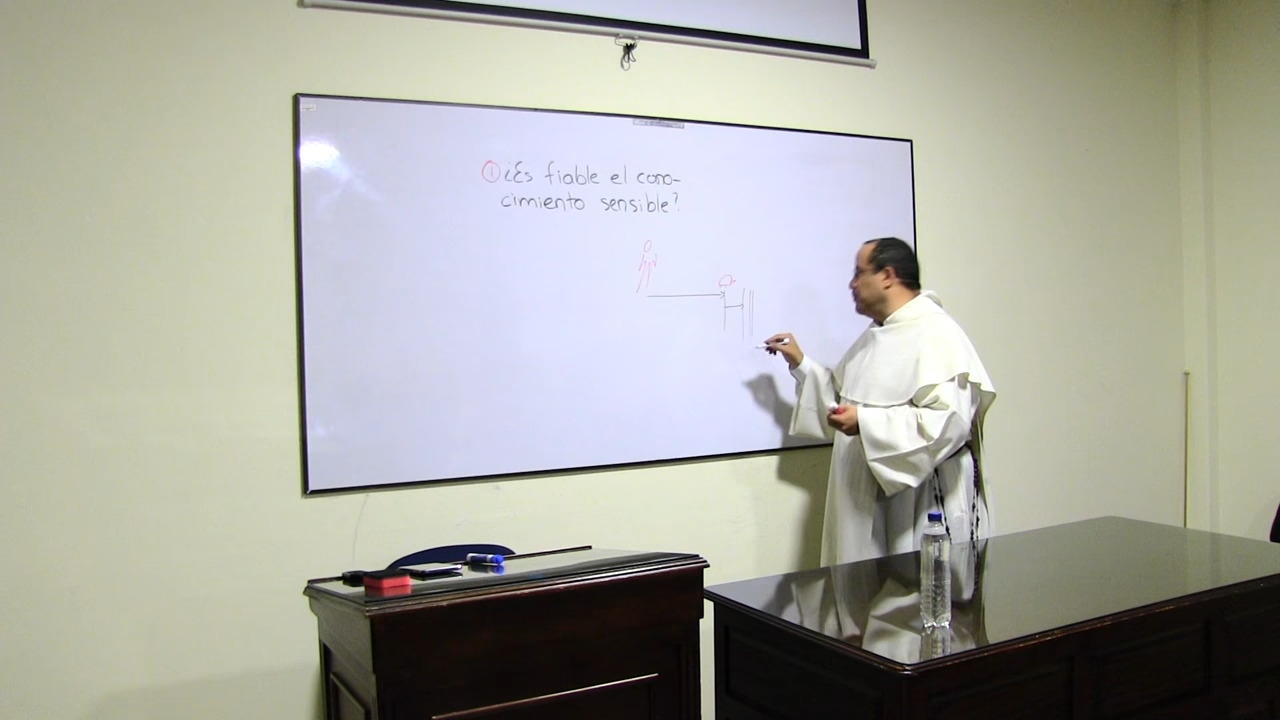 ① ¿Es fiable el cono-
cimiento sensible?